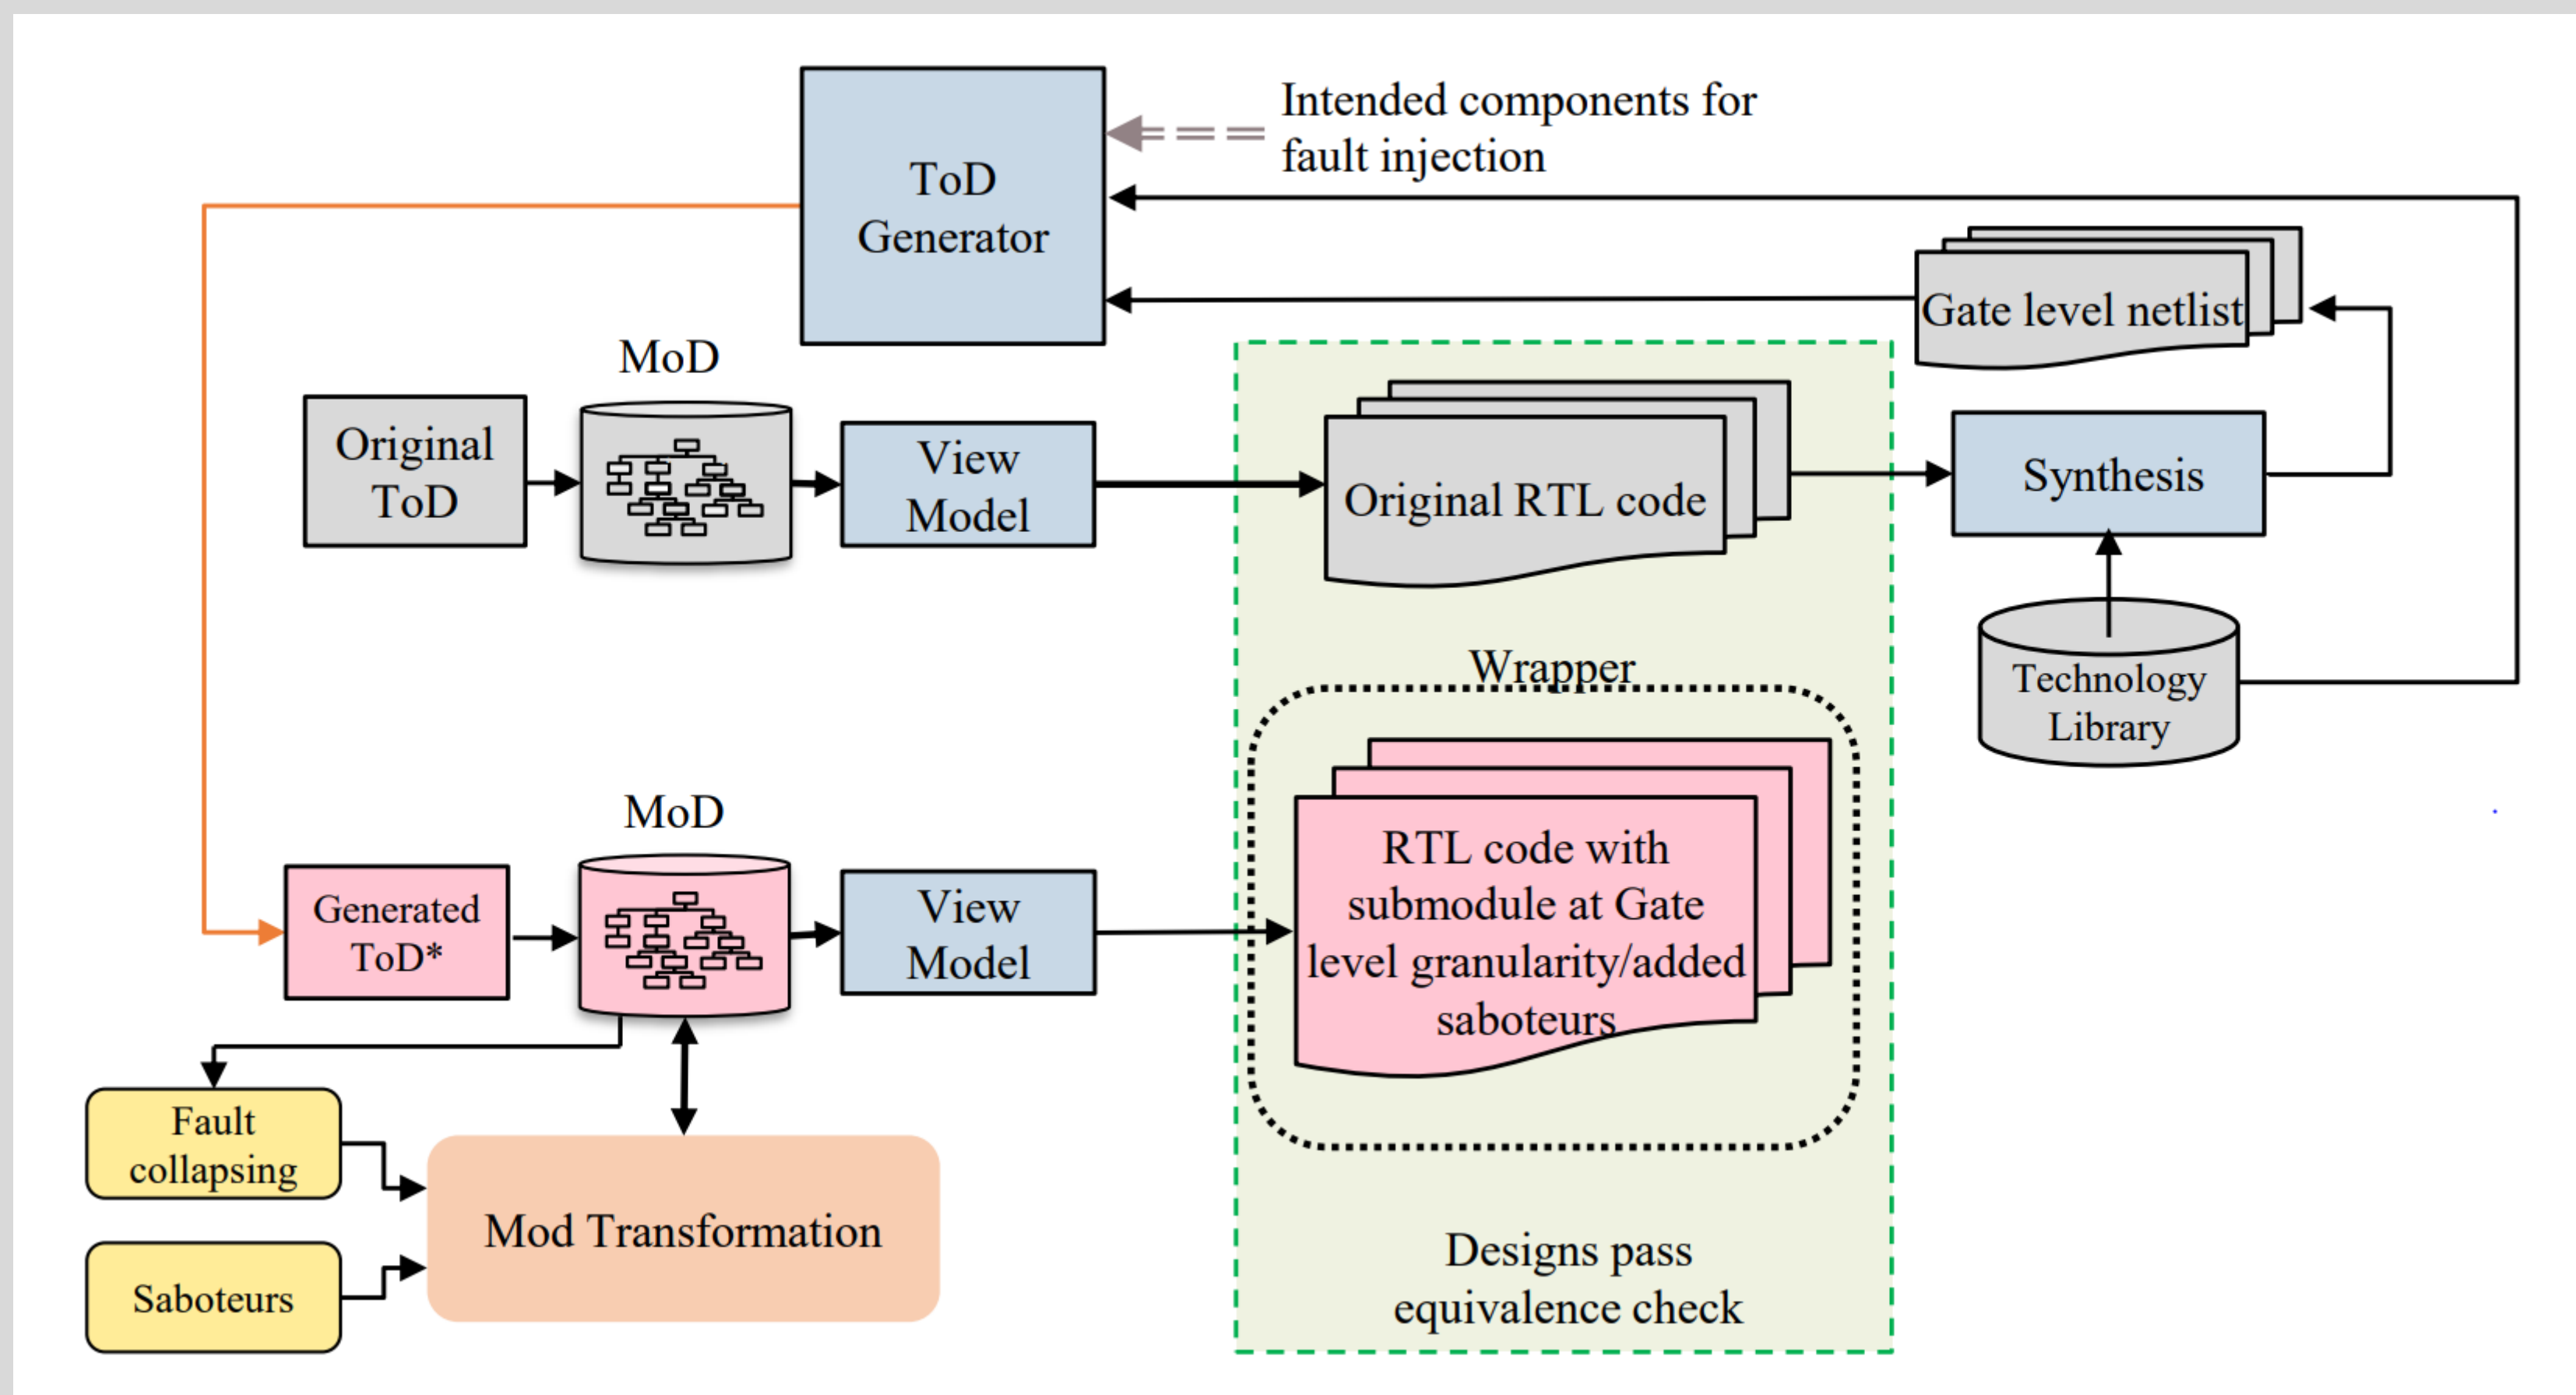 Intended components for
fault injection
ToD
Generator
Gate level netlist
MoD
Original
ToD
View
Model
Original RTL code
Synthesis
Wrapper
Technology
Library
MoD
RTL code with
submodule at Gate
level granularity/added
saboteurs
Generated
ToD*
View
Model
Fault
collapsing
Mod Transformation
Saboteurs
Designs pass
equivalence check